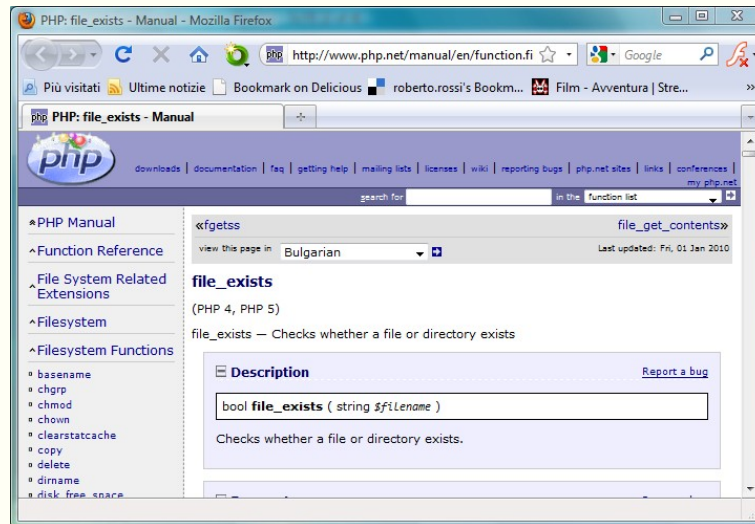 PHP: file_exists - Manual - Mozilla Firefox
php http://www.php.net/manual/en/function.fi Google
Più visitati Ultime notizie Bookmark on Delicious roberto.rossi's Bookm... Film - Avventura | Stre... »
php PHP: file_exists - Manual
php
downloads | documentation | faq | getting help | mailing lists | licenses | wiki | reporting bugs | php.net sites | links | conferences |
my php.net
search for in the function list
PHP Manual
Function Reference
File System Related
Extensions
Filesystem
Filesystem Functions
basename
chgrp
chmod
chown
clearstatcache
copy
delete
dirname
disk_free_space
«fgetss file_get_contents»
view this page in Bulgarian Last updated: Fri, 01 Jan 2010
file_exists
(PHP 4, PHP 5)
file_exists — Checks whether a file or directory exists
Description Report a bug
bool file_exists ( string $filename )
Checks whether a file or directory exists.